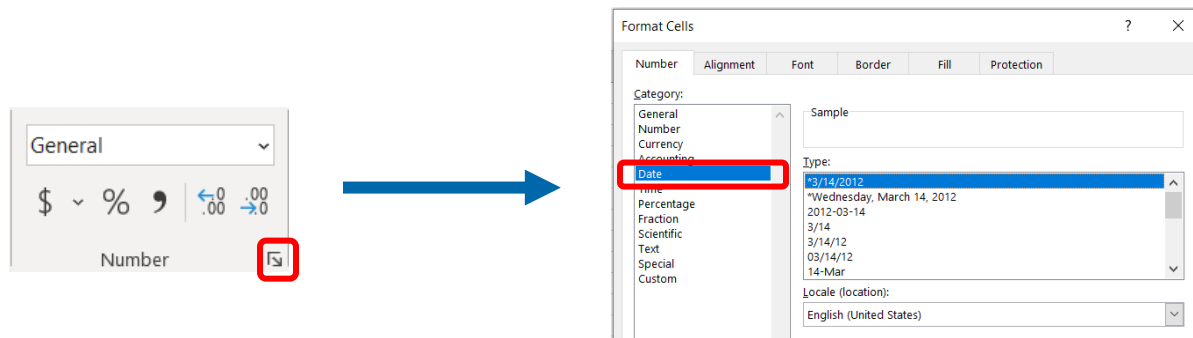 General
$ % , ←0 .00 .00 →.0
Number
Format Cells ? ×
Number Alignment Font Border Fill Protection
Category:
General
Number
Currency
Accounting
Date
Time
Percentage
Fraction
Scientific
Text
Special
Custom
Sample
Type:
*3/14/2012
*Wednesday, March 14, 2012
2012-03-14
3/14
3/14/12
03/14/12
14-Mar
Locale (location):
English (United States)